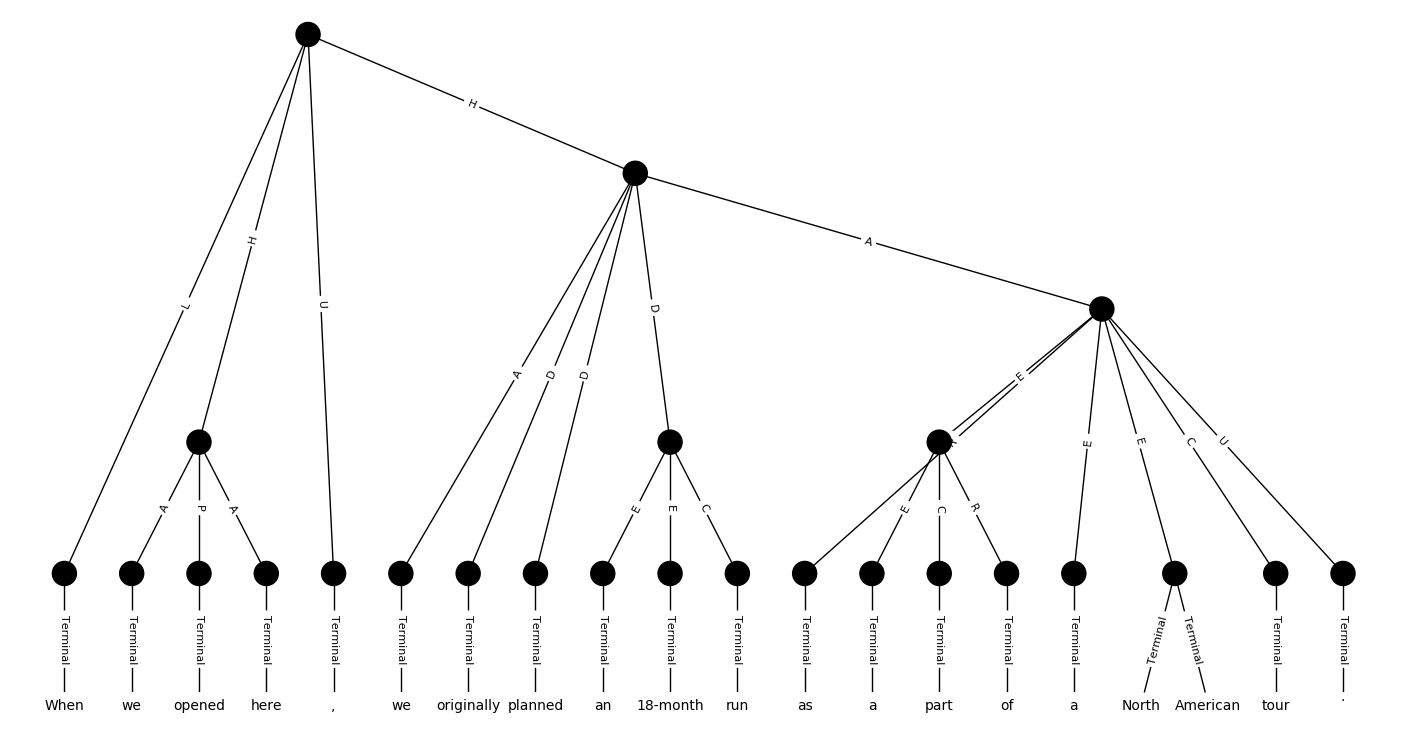 H
H
A
L
U
D
A
D
D
E
E
R
E
C
U
A
P
A
E
E
C
E
C
R
Terminal Terminal Terminal Terminal Terminal Terminal Terminal Terminal Terminal Terminal Terminal Terminal Terminal Terminal Terminal Terminal Terminal Terminal Terminal Terminal
When we opened here , we originally planned an 18-month run as a part of a North American tour .